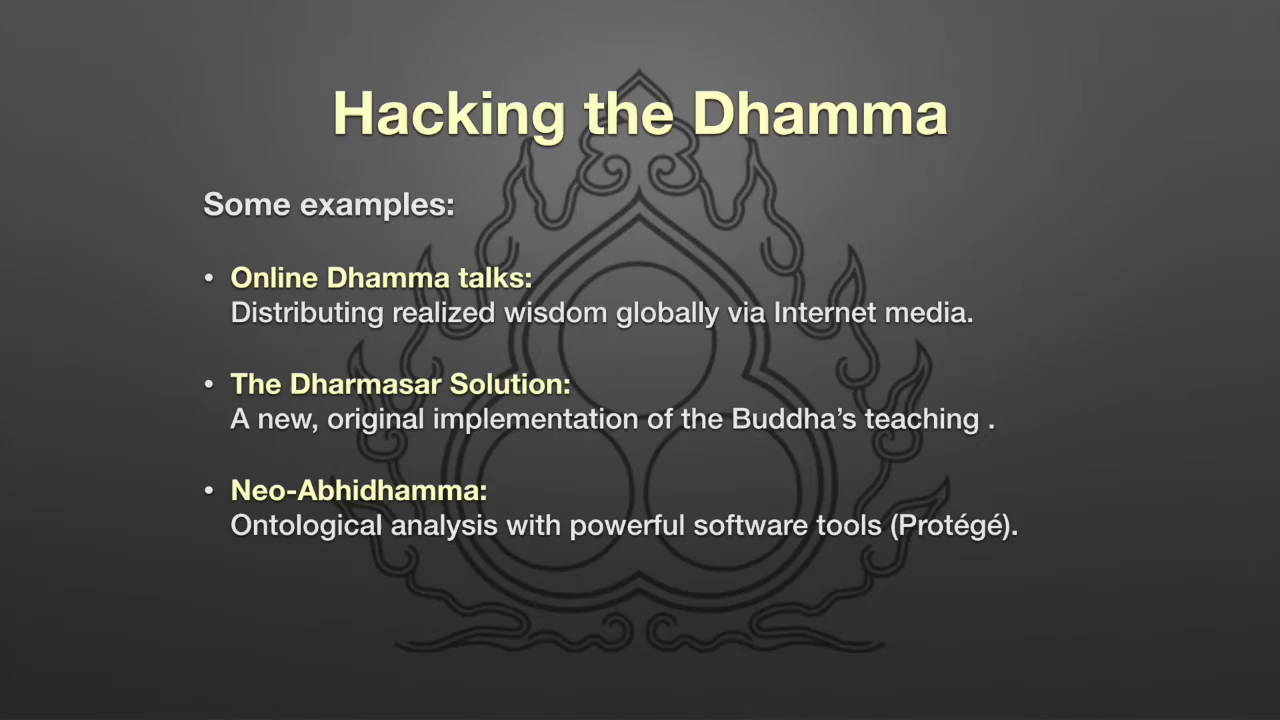 Hacking the Dhamma
Some examples:
• Online Dhamma talks:
Distributing realized wisdom globally via Internet media.
• The Dharmasar Solution:
A new, original implementation of the Buddha’s teaching .
• Neo-Abhidhamma:
Ontological analysis with powerful software tools (Protégé).